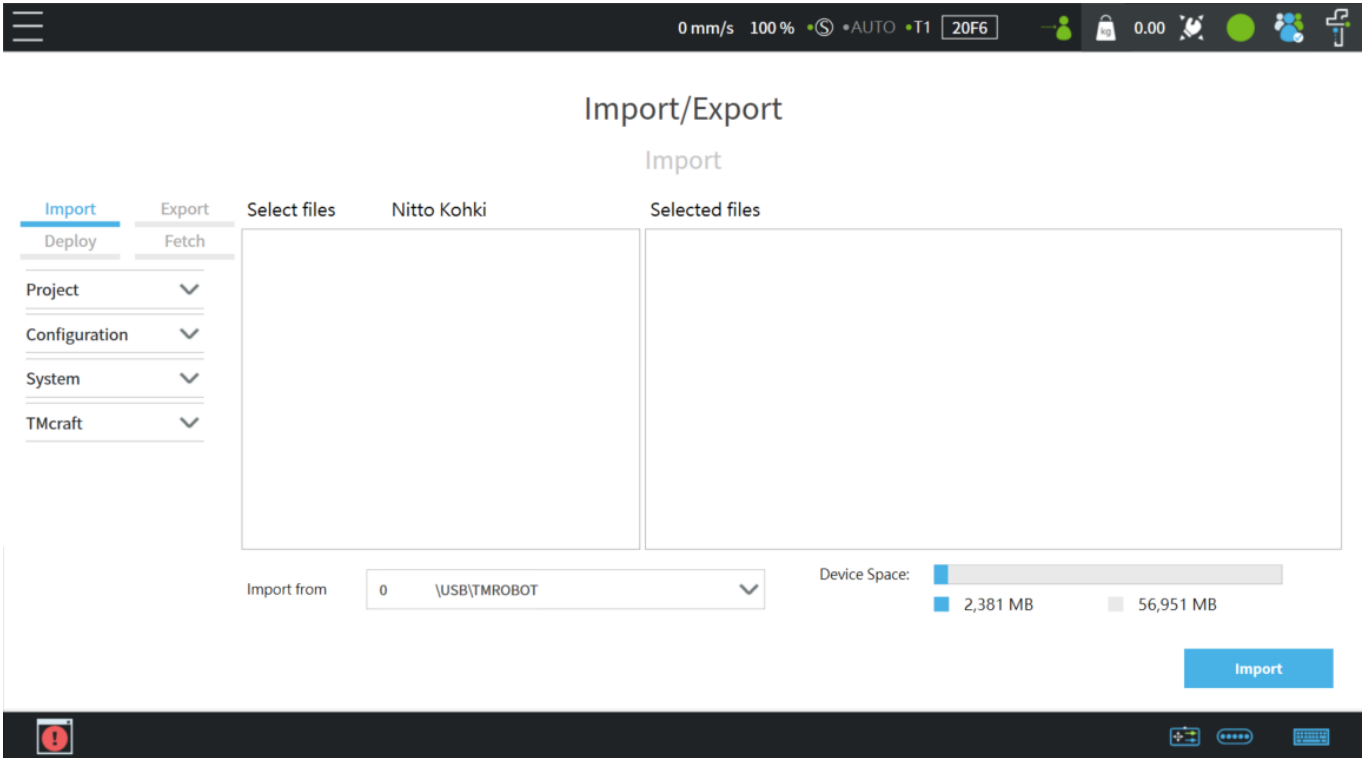 0 mm/s 100 % •Ⓢ •AUTO •T1 20F6 kg 0.00
Import/Export
Import
Import Export Select files Nitto Kohki Selected files
Deploy Fetch
Project
Configuration
System
TMcraft
Device Space:
Import from 0 \USB\TMROBOT
2,381 MB 56,951 MB
Import